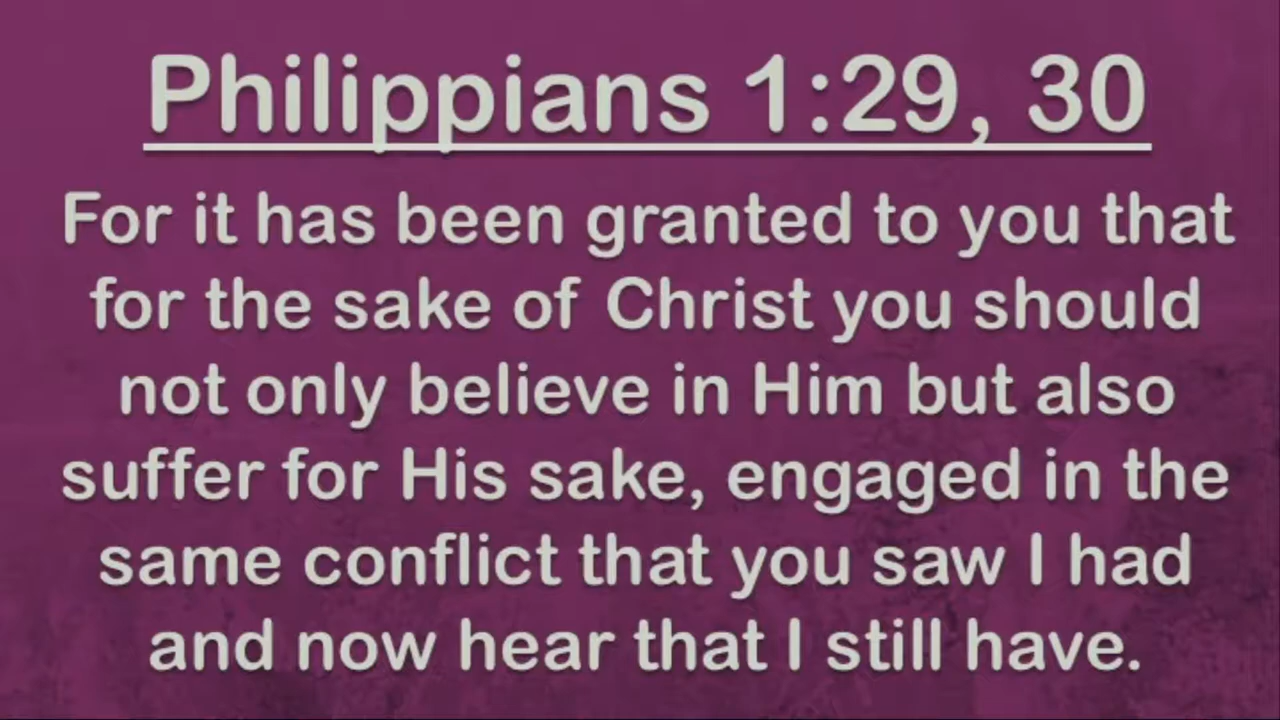 Philippians 1:29, 30
For it has been granted to you that
for the sake of Christ you should
not only believe in Him but also
suffer for His sake, engaged in the
same conflict that you saw I had
and now hear that I still have.